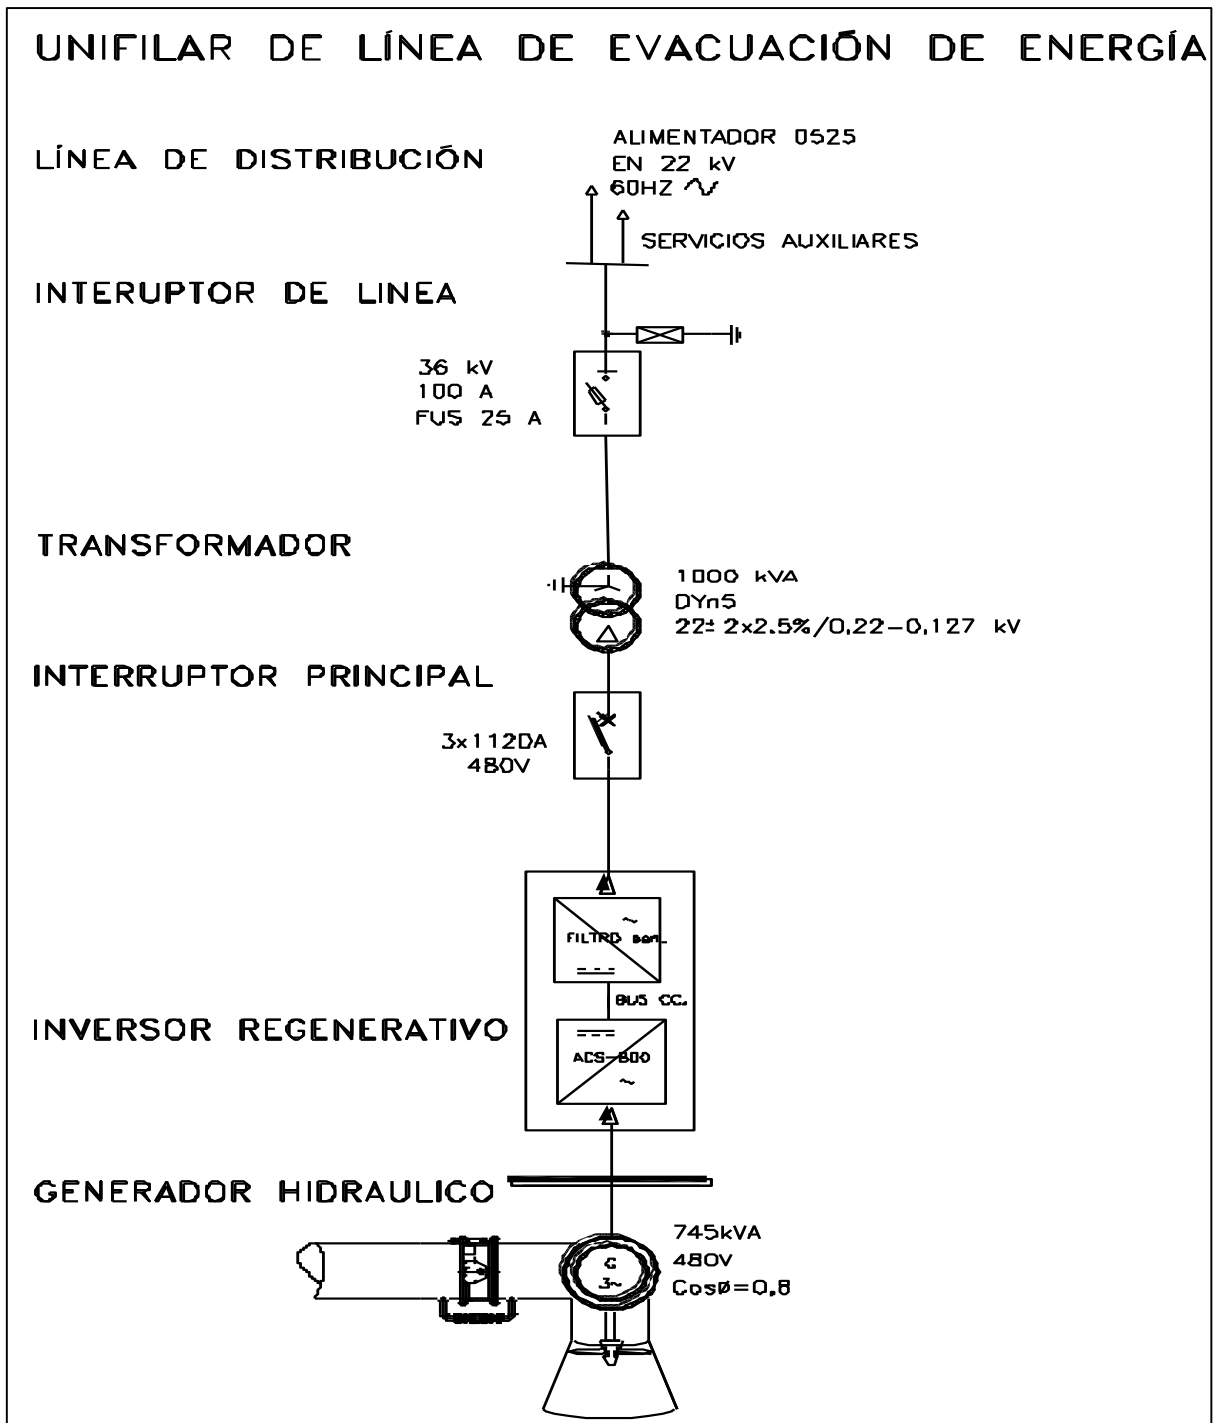 UNIFILAR DE LÍNEA DE EVACUACIÓN DE ENERGÍA
LÍNEA DE DISTRIBUCIÓN
ALIMENTADOR 0525
EN 22 kV
60HZ
SERVICIOS AUXILIARES
INTERUPTOR DE LINEA
36 kV
100 A
FUS 25 A
TRANSFORMADOR
1000 kVA
DYn5
22± 2x2.5%/0,22-0,127 kV
INTERRUPTOR PRINCIPAL
3x1120A
480V
FILTRO
BUS CC.
INVERSOR REGENERATIVO
ACS-800
GENERADOR HIDRAULICO
745kVA
480V
CosØ=0,8
G
3~